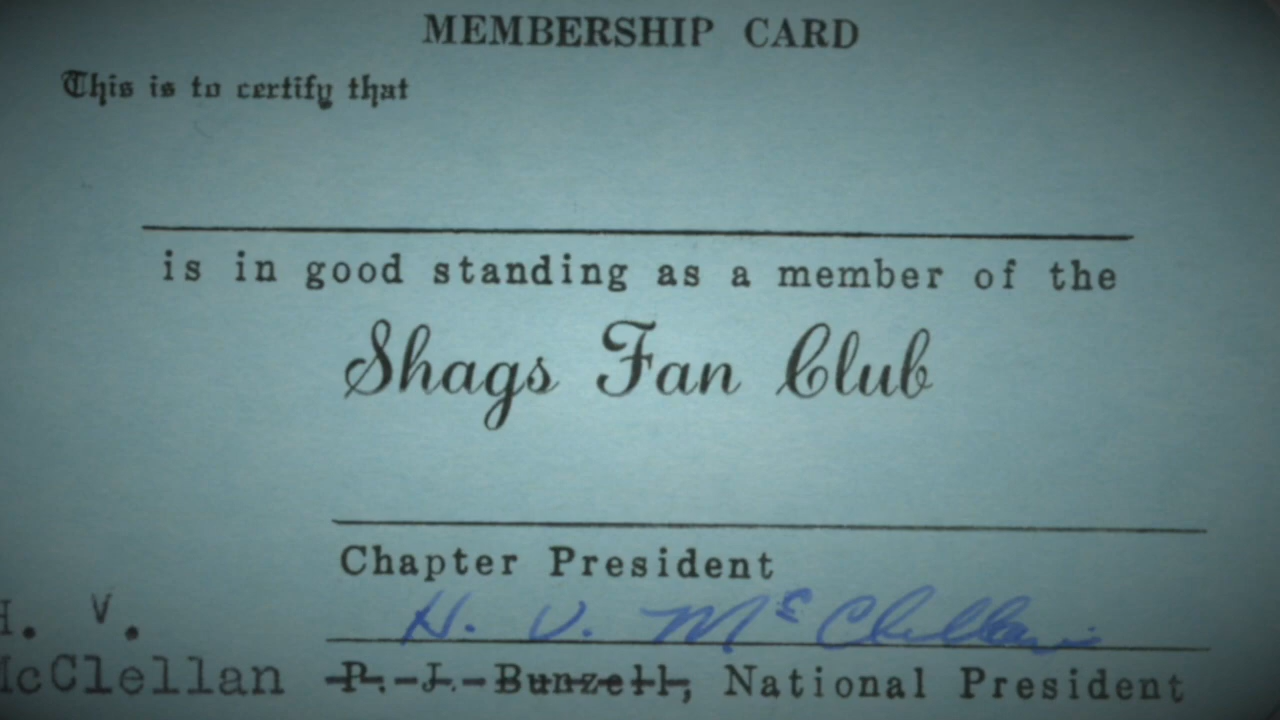 MEMBERSHIP CARD
This is to certify that
is in good standing as a member of the
Shags Fan Club
Chapter President
H. V. McClellan
H. V.
McClellan P. J. Bunzell, National President